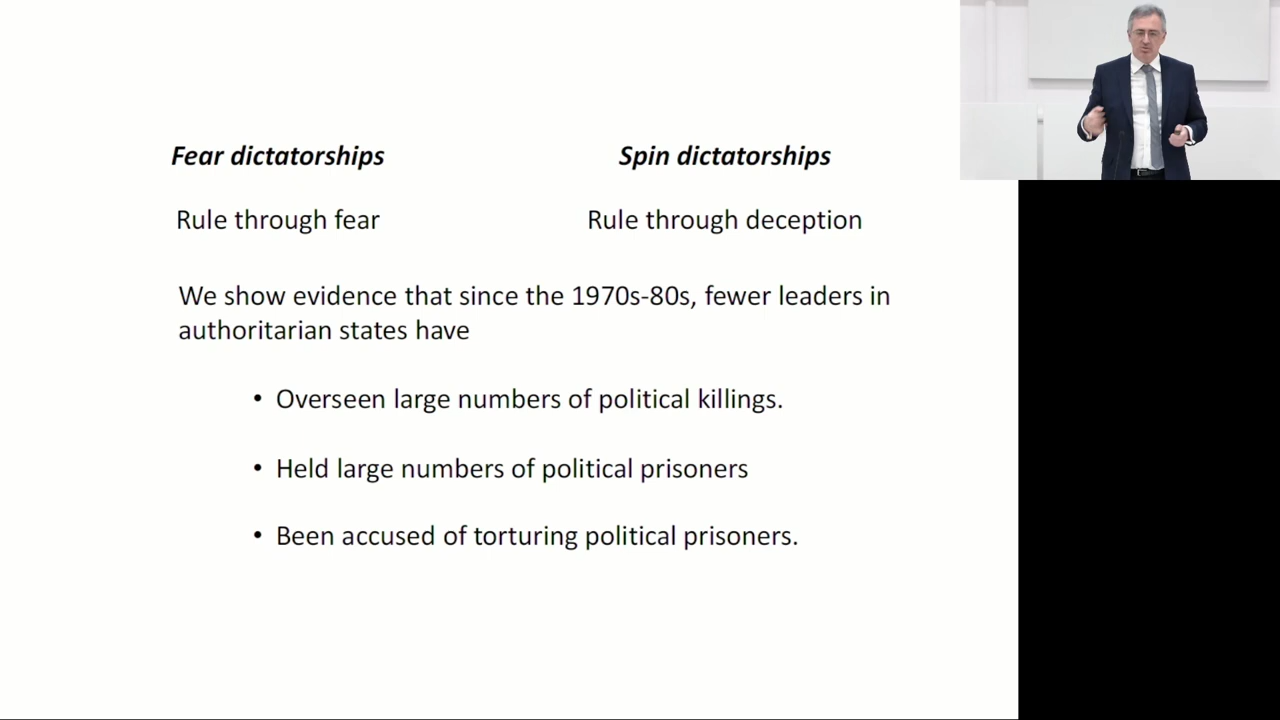 Fear dictatorships
Spin dictatorships
Rule through fear
Rule through deception
We show evidence that since the 1970s-80s, fewer leaders in
authoritarian states have
• Overseen large numbers of political killings.
• Held large numbers of political prisoners
• Been accused of torturing political prisoners.